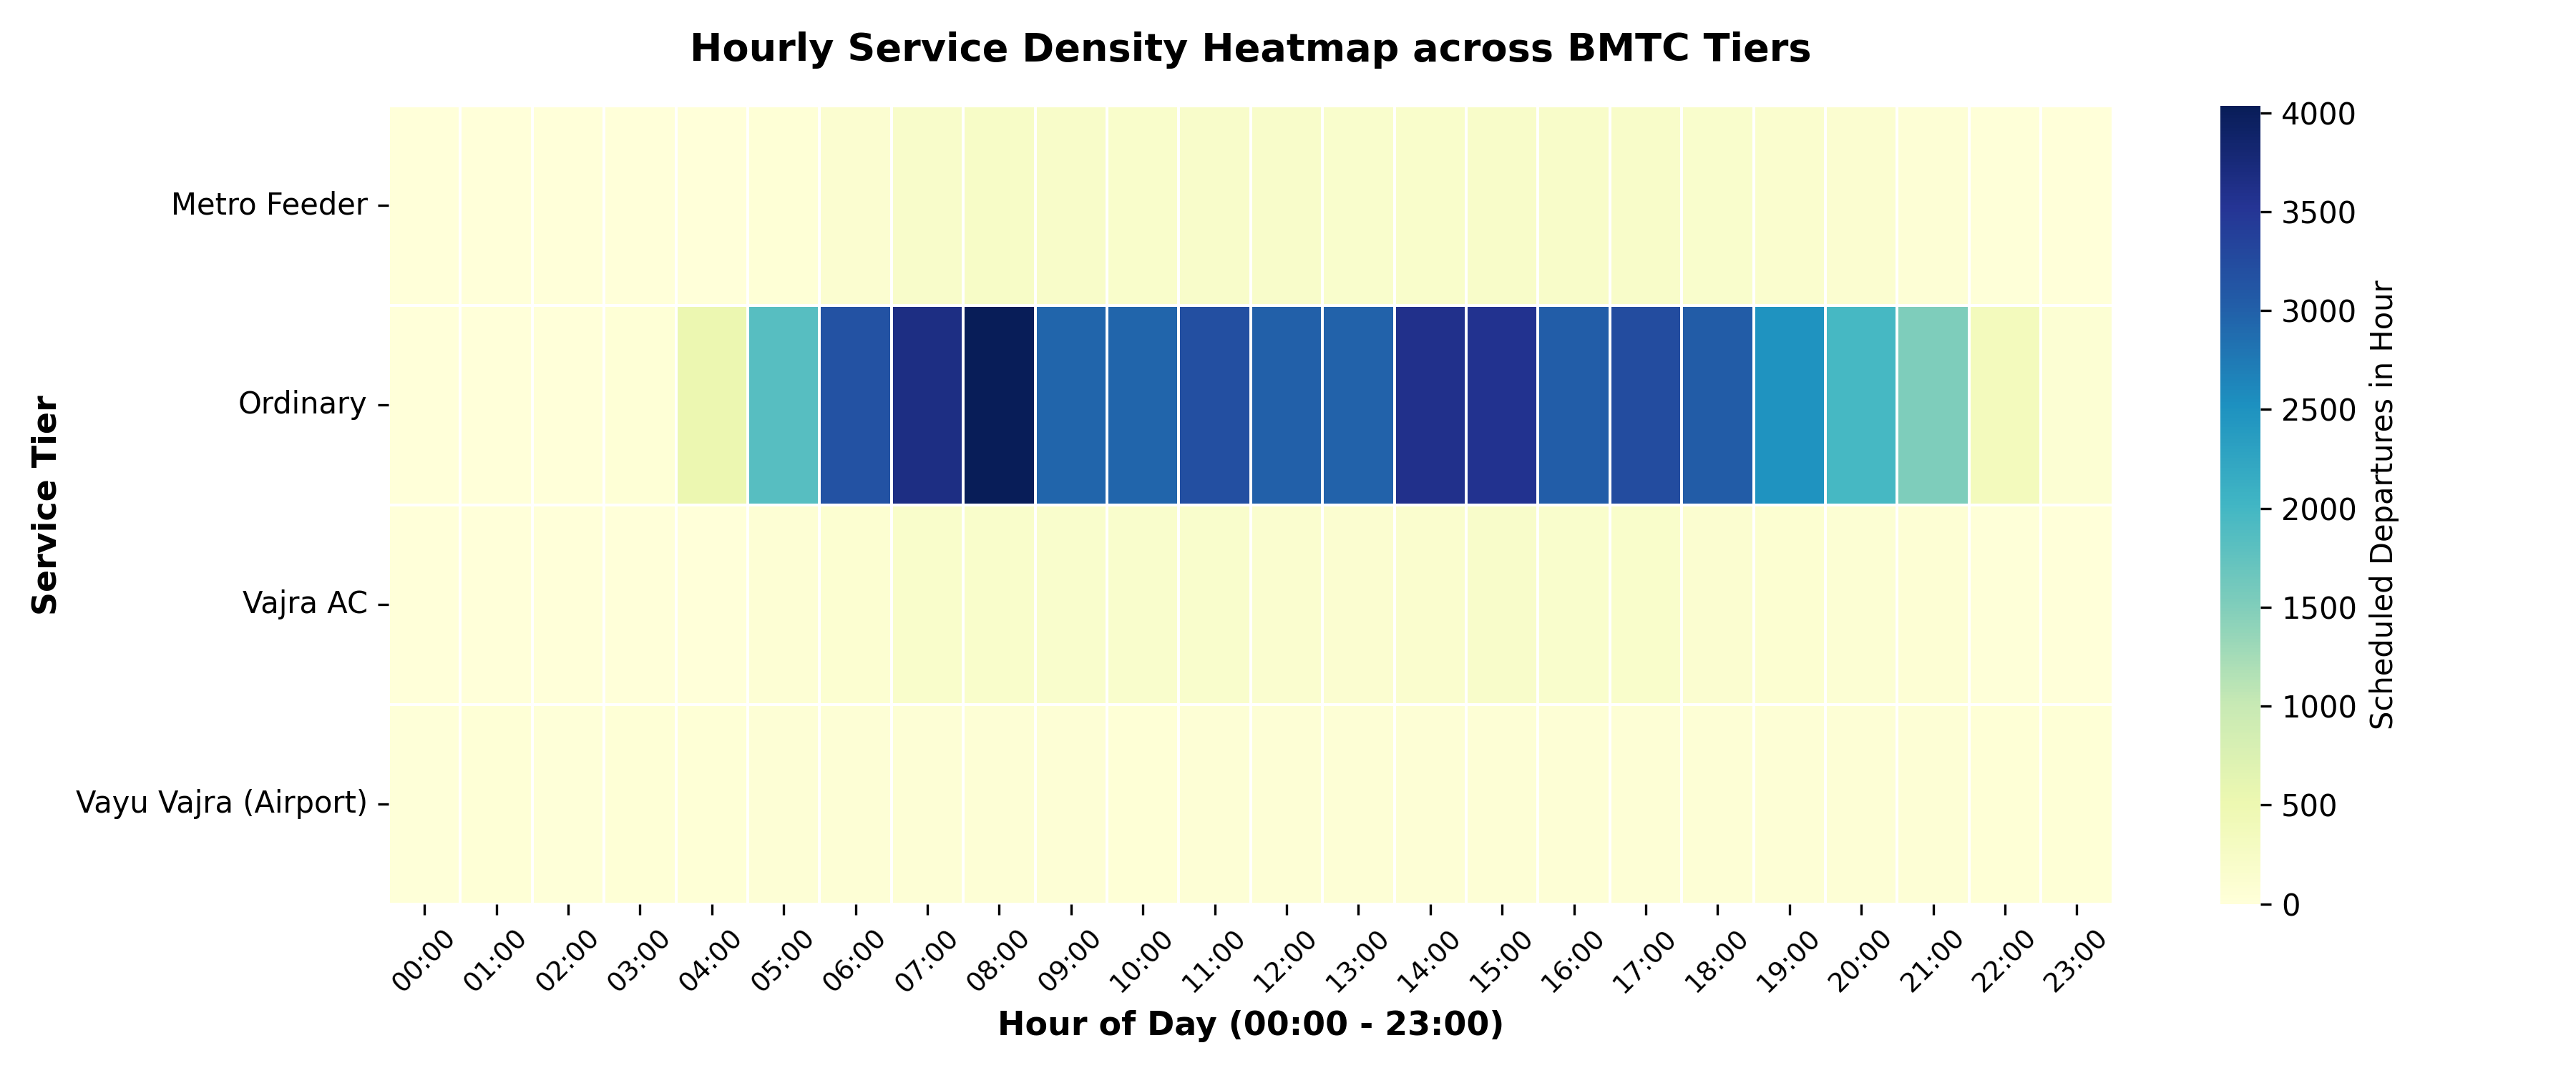 Hourly Service Density Heatmap across BMTC Tiers
Service Tier
Metro Feeder
Ordinary
Vajra AC
Vayu Vajra (Airport)
00:00 01:00 02:00 03:00 04:00 05:00 06:00 07:00 08:00 09:00 10:00 11:00 12:00 13:00 14:00 15:00 16:00 17:00 18:00 19:00 20:00 21:00 22:00 23:00
Hour of Day (00:00 - 23:00)
4000
3500
3000
2500
2000
1500
1000
500
0
Scheduled Departures in Hour